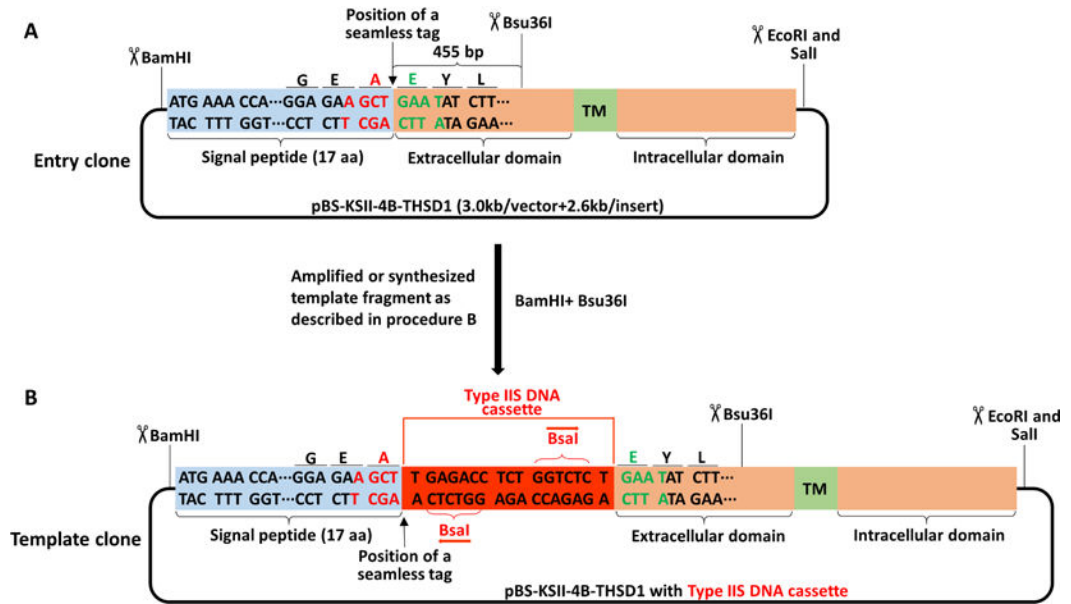 A
Position of a
seamless tag
✂Bsu36I
✂EcoRI and
SalI
✂BamHI
455 bp
G E A E Y L
ATG AAA CCA···GGA GAA GCT GAA TAT CTT···
TAC TTT GGT···CCT CTT CGA CTT ATA GAA···
TM
Signal peptide (17 aa)
Extracellular domain
Intracellular domain
Entry clone
pBS-KSII-4B-THSD1 (3.0kb/vector+2.6kb/insert)
Amplified or synthesized
template fragment as
described in procedure B
BamHI+ Bsu36I
B
Type IIS DNA
cassette
✂BamHI
✂Bsu36I
✂EcoRI and
SalI
BsaI
G E A E Y L
ATG AAA CCA···GGA GAA GCT T GAGACC TCT GGTCTC T GAA TAT CTT···
TAC TTT GGT···CCT CTT CGA A CTCTGG AGA CCAGAG A CTT ATA GAA···
TM
BsaI
Signal peptide (17 aa)
Position of a
seamless tag
Extracellular domain
Intracellular domain
Template clone
pBS-KSII-4B-THSD1 with Type IIS DNA cassette